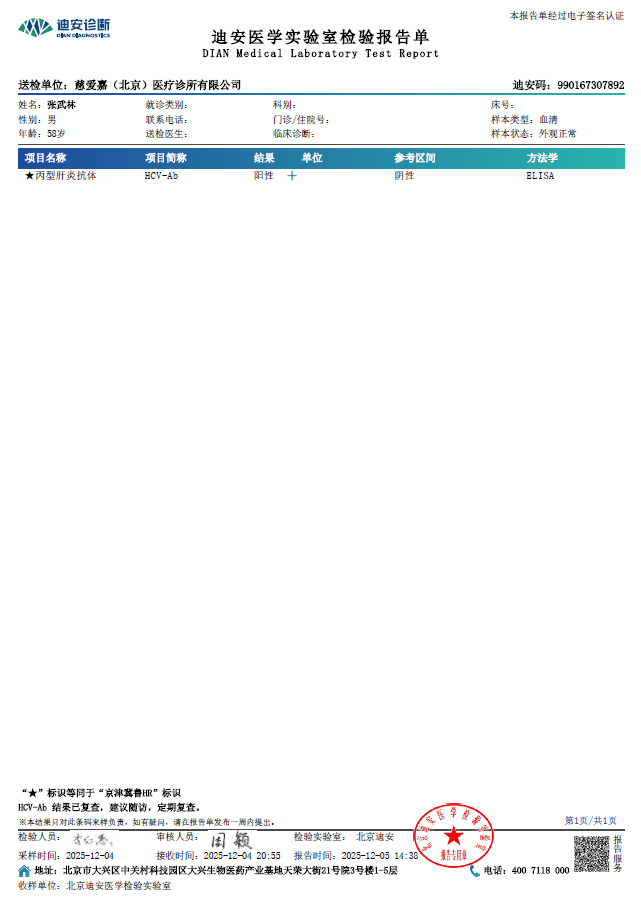 本报告单经过电子签名认证
迪安诊断
DIAN DIAGNOSTICS
迪安医学实验室检验报告单
DIAN Medical Laboratory Test Report
送检单位：慈爱嘉（北京）医疗诊所有限公司 迪安码：990167307892
姓名：张武林 就诊类别： 科别： 床号：
性别：男 联系电话： 门诊/住院号： 样本类型：血清
年龄：58岁 送检医生： 临床诊断： 样本状态：外观正常
项目名称 项目简称 结果 单位 参考区间 方法学
★丙型肝炎抗体 HCV-Ab 阳性 ＋ 阴性 ELISA
“★”标识等同于“京津冀鲁HR”标识
HCV-Ab 结果已复查，建议随访，定期复查。
※本结果只对此条码来样负责，如有疑问，请在报告单发布一周内提出。 第1页/共1页
检验人员： 审核人员：周颖 检验实验室： 北京迪安
采样时间：2025-12-04 接收时间：2025-12-04 20:55 报告时间：2025-12-05 14:38
地址：北京市大兴区中关村科技园区大兴生物医药产业基地天荣大街21号院3号楼1-5层 电话：400 7118 000
收样单位：北京迪安医学检验实验室
报告专用章
报告服务